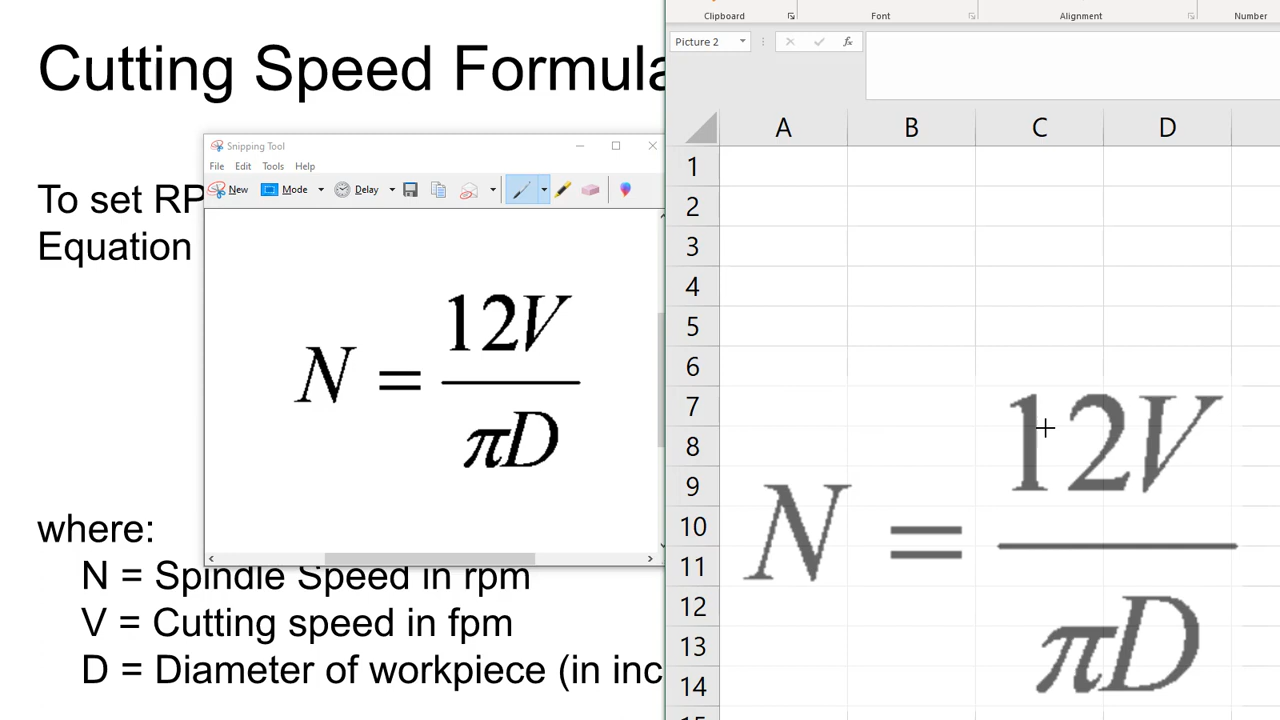 Cutting Speed Formula
To set RP
Equation
where:
N = Spindle Speed in rpm
V = Cutting speed in fpm
D = Diameter of workpiece (in inc
Snipping Tool
File Edit Tools Help
New Mode Delay
N = 12V
πD
Clipboard Font Alignment Number
Picture 2 fx
A B C D
1
2
3
4
5
6
7
8
9
10
11
12
13
14
N = 12V
πD